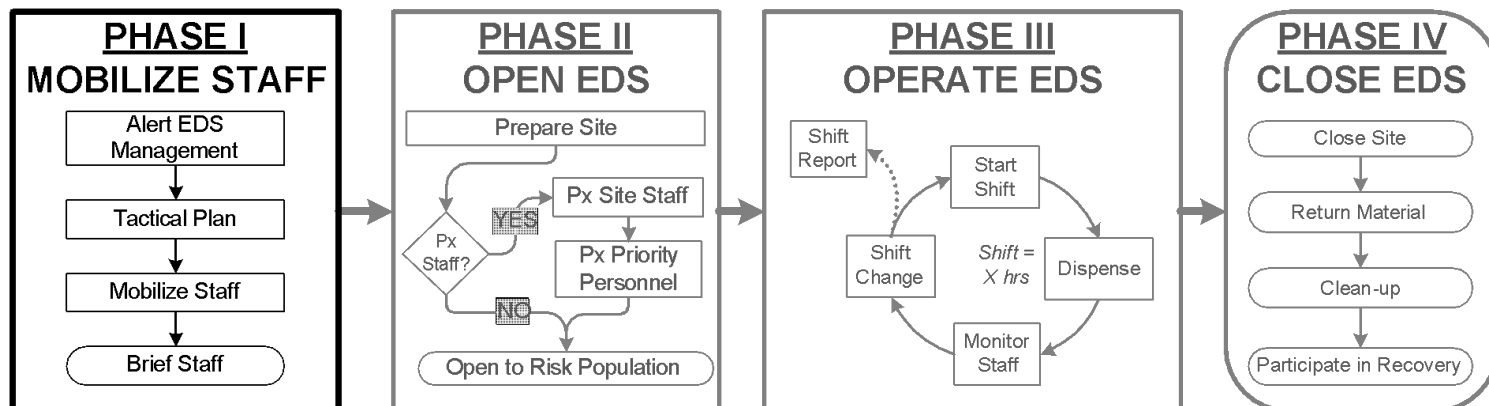 PHASE I
MOBILIZE STAFF
Alert EDS
Management
Tactical Plan
Mobilize Staff
Brief Staff
PHASE II
OPEN EDS
Prepare Site
Px
Staff?
YES
Px Site Staff
Px Priority
Personnel
NO
Open to Risk Population
PHASE III
OPERATE EDS
Shift
Report
Start
Shift
Shift =
X hrs
Dispense
Monitor
Staff
Shift
Change
PHASE IV
CLOSE EDS
Close Site
Return Material
Clean-up
Participate in Recovery